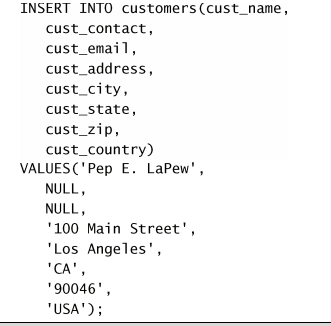 INSERT INTO customers(cust_name,
cust_contact,
cust_email,
cust_address,
cust_city,
cust_state,
cust_zip,
cust_country)
VALUES('Pep E. LaPew',
NULL,
NULL,
'100 Main Street',
'Los Angeles',
'CA',
'90046',
'USA');